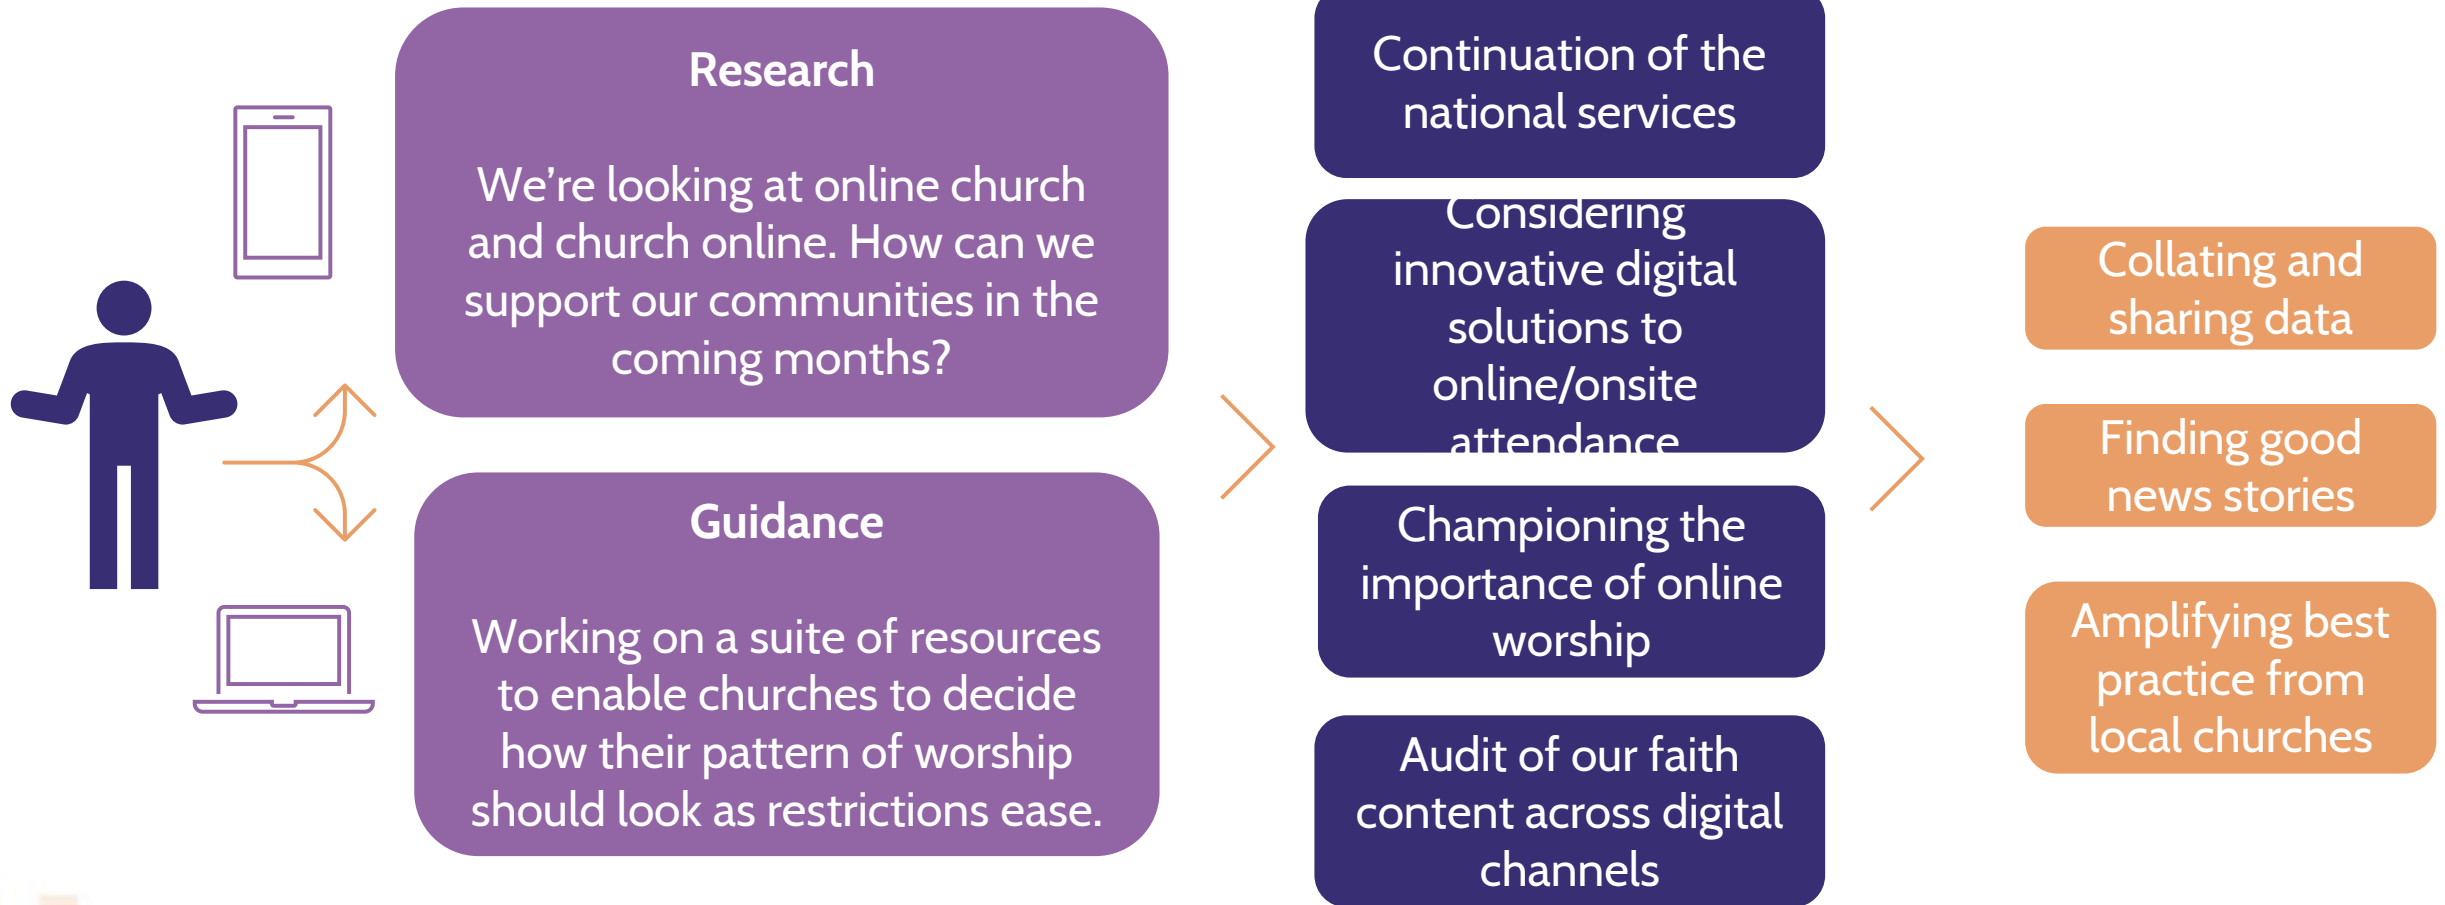 Research
We’re looking at online church
and church online. How can we
support our communities in the
coming months?
Guidance
Working on a suite of resources
to enable churches to decide
how their pattern of worship
should look as restrictions ease.
Continuation of the
national services
Considering
innovative digital
solutions to
online/onsite
attendance
Championing the
importance of online
worship
Audit of our faith
content across digital
channels
Collating and
sharing data
Finding good
news stories
Amplifying best
practice from
local churches